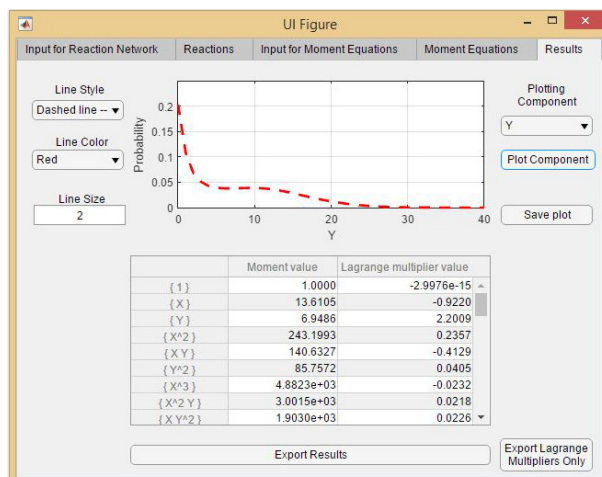 UI Figure
Input for Reaction Network Reactions Input for Moment Equations Moment Equations Results
Line Style
Dashed line --
Line Color
Red
Line Size
2
Probability
0.2
0.15
0.1
0.05
0
0 10 20 30 40
Y
Plotting
Component
Y
Plot Component
Save plot
Moment value Lagrange multiplier value
{ 1 } 1.0000 -2.9976e-15
{ X } 13.6105 -0.9220
{ Y } 6.9486 2.2009
{ X^2 } 243.1993 0.2357
{ X Y } 140.6327 -0.4129
{ Y^2 } 85.7572 0.0405
{ X^3 } 4.8823e+03 -0.0232
{ X^2 Y } 3.0015e+03 0.0218
{ X Y^2 } 1.9030e+03 0.0226
Export Results
Export Lagrange
Multipliers Only